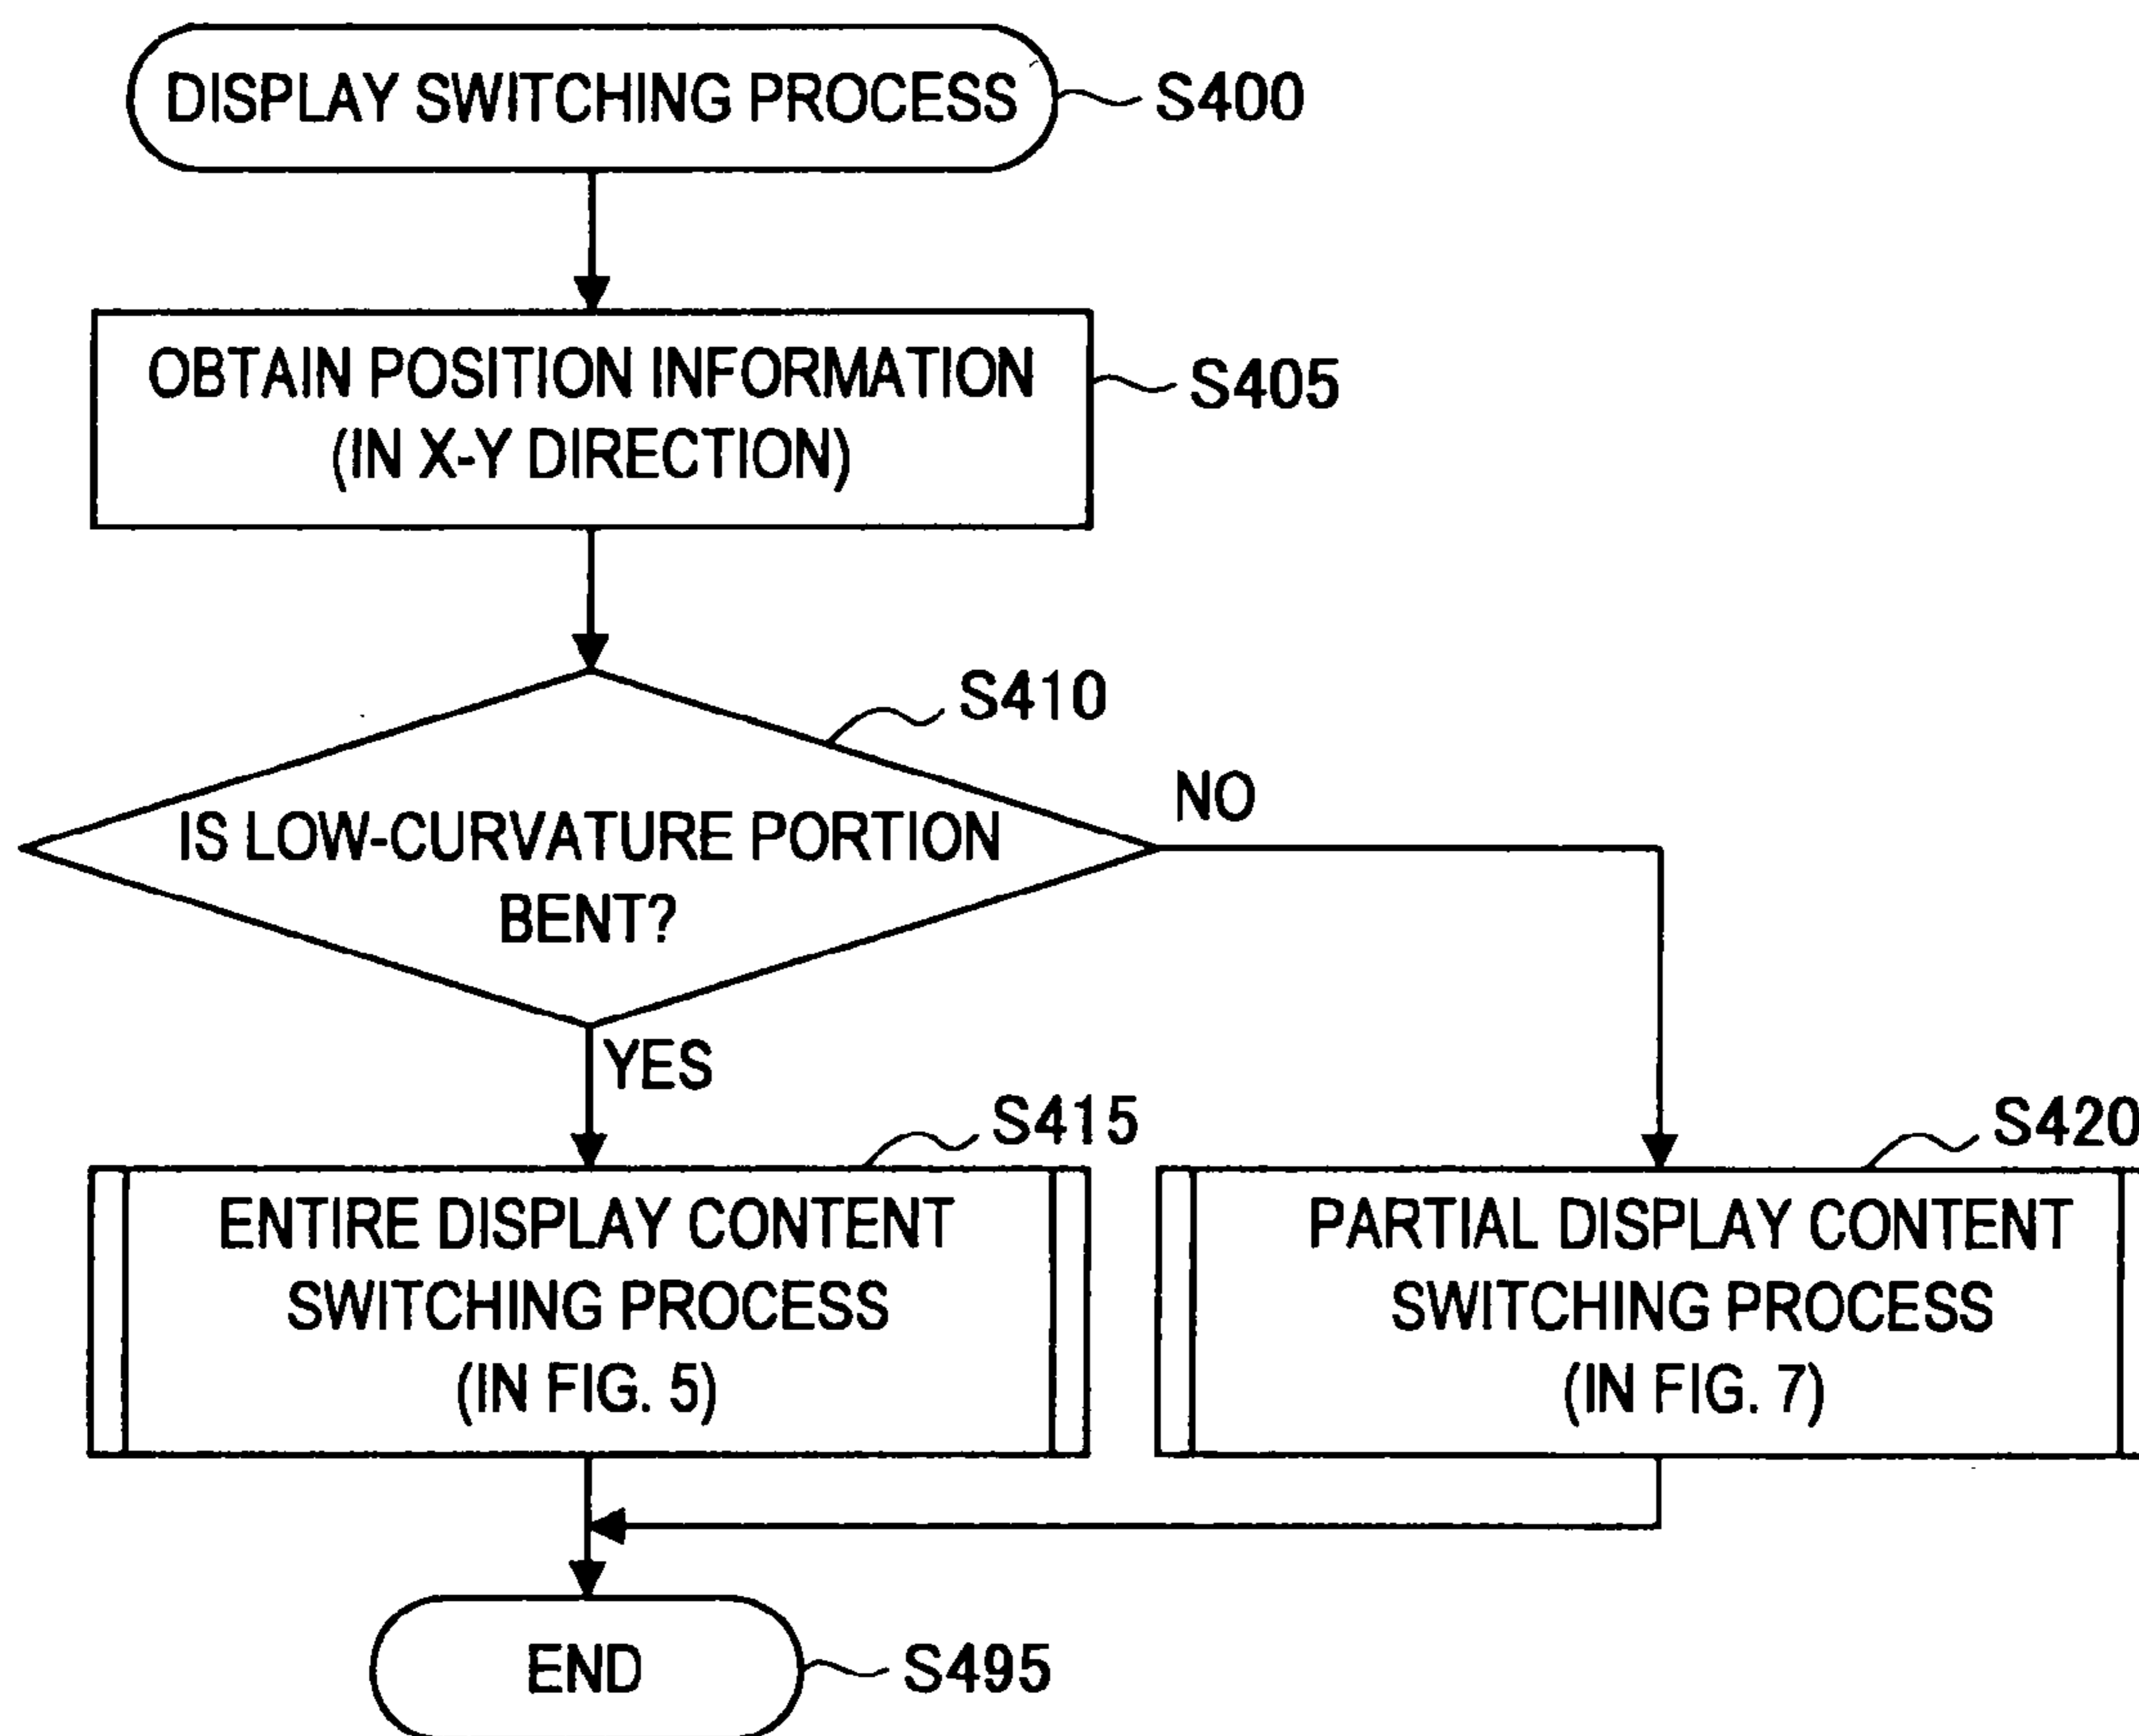 DISPLAY SWITCHING PROCESS
S400
OBTAIN POSITION INFORMATION
(IN X-Y DIRECTION)
S405
S410
IS LOW-CURVATURE PORTION
BENT?
NO
YES
S415
ENTIRE DISPLAY CONTENT
SWITCHING PROCESS
(IN FIG. 5)
S420
PARTIAL DISPLAY CONTENT
SWITCHING PROCESS
(IN FIG. 7)
END
S495